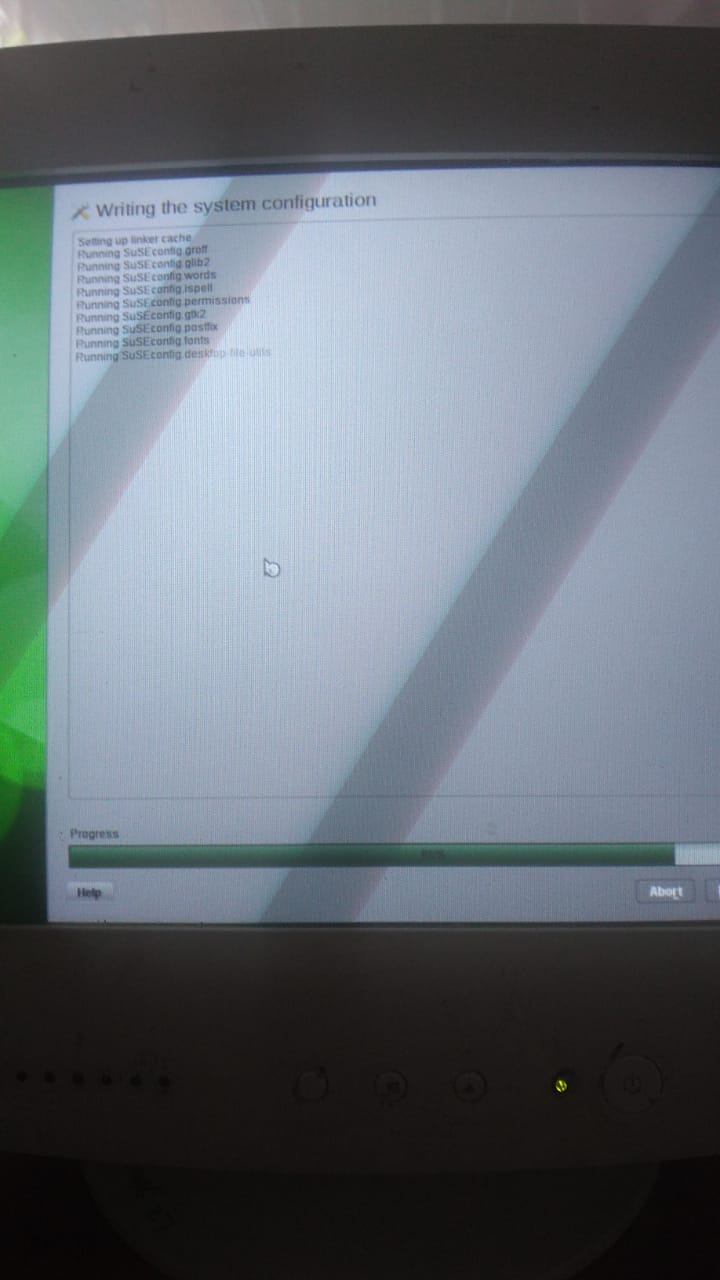 Writing the system configuration
Setting up linker cache
Running SuSEconfig.groff
Running SuSEconfig.glib2
Running SuSEconfig.words
Running SuSEconfig.ispell
Running SuSEconfig.permissions
Running SuSEconfig.gtk2
Running SuSEconfig.postfix
Running SuSEconfig.fonts
Running SuSEconfig.desktop-file-utils
Progress
Help
Abort